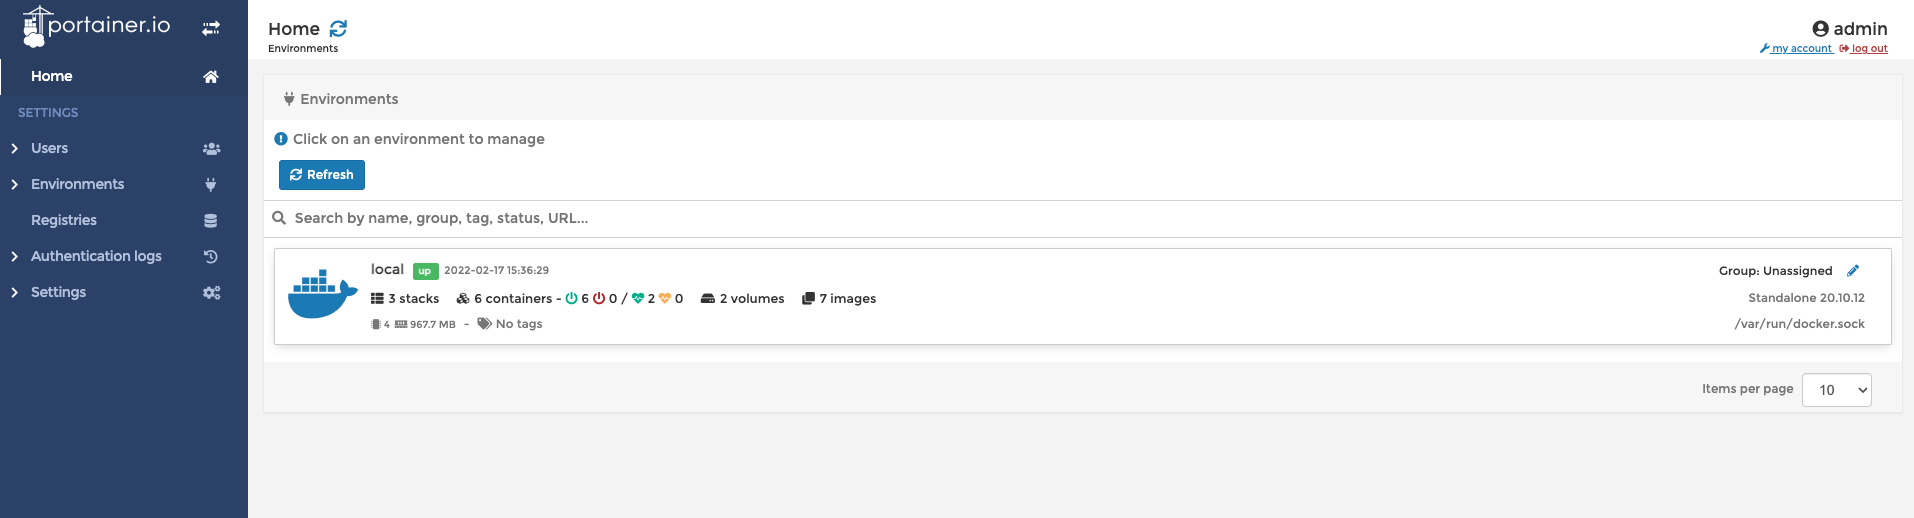 portainer.io
Home
SETTINGS
Users
Environments
Registries
Authentication logs
Settings
Home
Environments
admin
my account log out
Environments
Click on an environment to manage
Refresh
Search by name, group, tag, status, URL...
local up 2022-02-17 15:36:29
3 stacks 6 containers - 6 0 / 2 0 2 volumes 7 images
4 967.7 MB - No tags
Group: Unassigned
Standalone 20.10.12
/var/run/docker.sock
Items per page 10